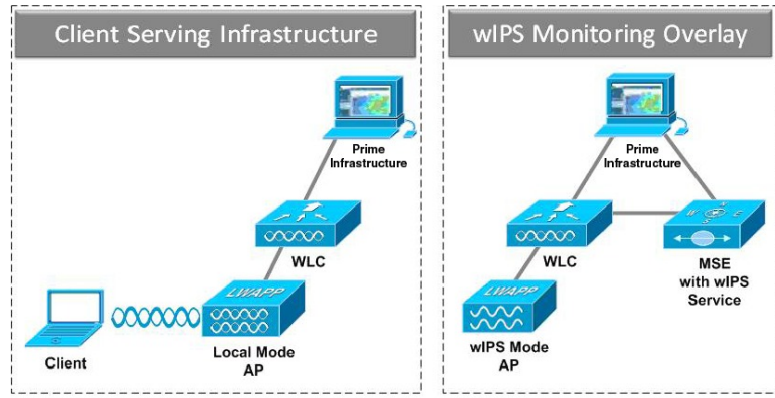 Client Serving Infrastructure
Prime
Infrastructure
WLC
LWAPP
Client
Local Mode
AP
wIPS Monitoring Overlay
Prime
Infrastructure
WLC
N
W
E
S
MSE
with wIPS
Service
LWAPP
wIPS Mode
AP